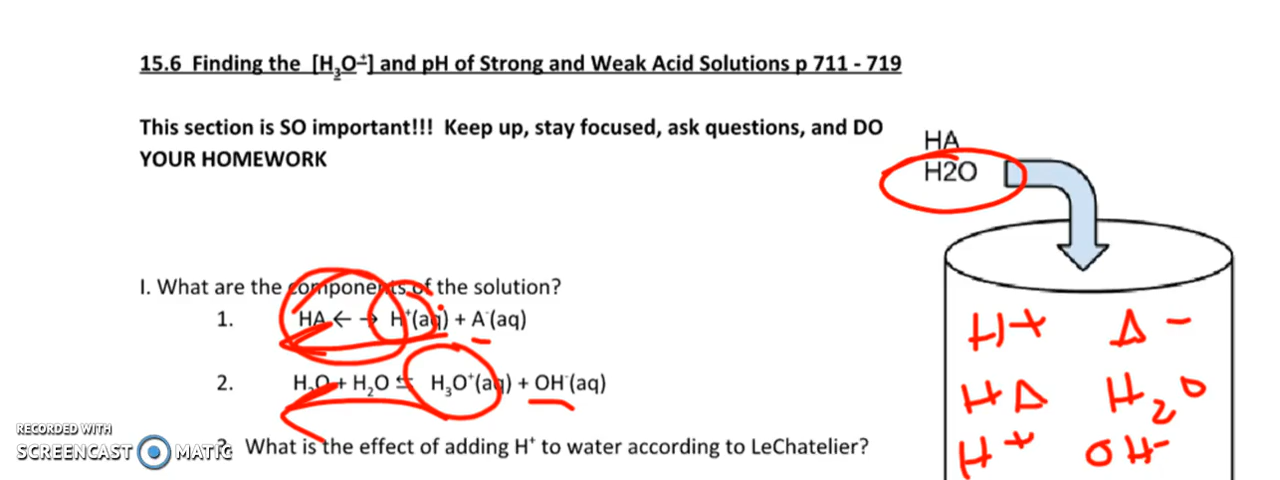 15.6 Finding the [H₃O⁺] and pH of Strong and Weak Acid Solutions p 711 - 719
This section is SO important!!! Keep up, stay focused, ask questions, and DO
YOUR HOMEWORK
HA
H2O
I. What are the components of the solution?
1. HA ← → H⁺(aq) + A⁻(aq)
2. H₂O + H₂O ⇆ H₃O⁺(aq) + OH⁻(aq)
What is the effect of adding H⁺ to water according to LeChatelier?
H+ A -
HA H₂O
H+ OH-
RECORDED WITH
SCREENCAST MATIC